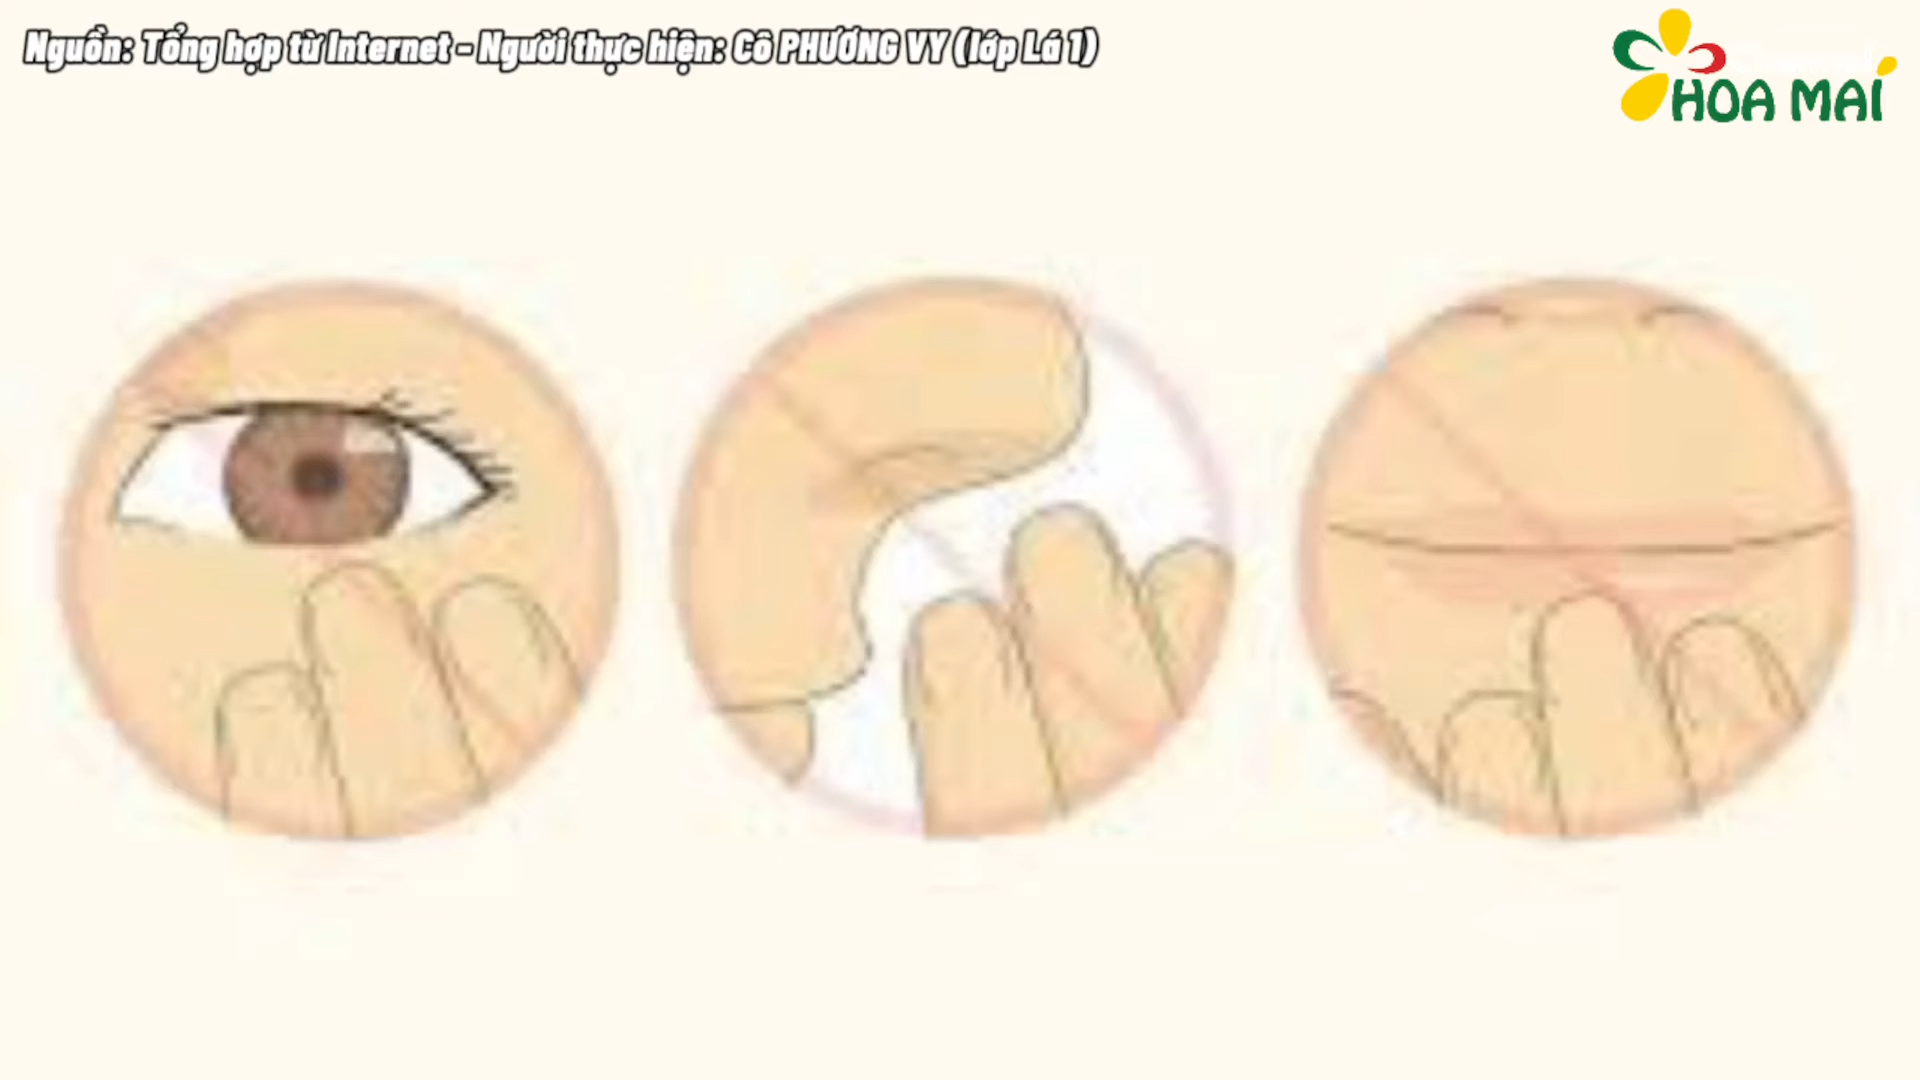 Nguồn: Tổng hợp từ Internet - Người thực hiện: Cô PHƯƠNG VY (lớp Lá 1)
HOA MAI